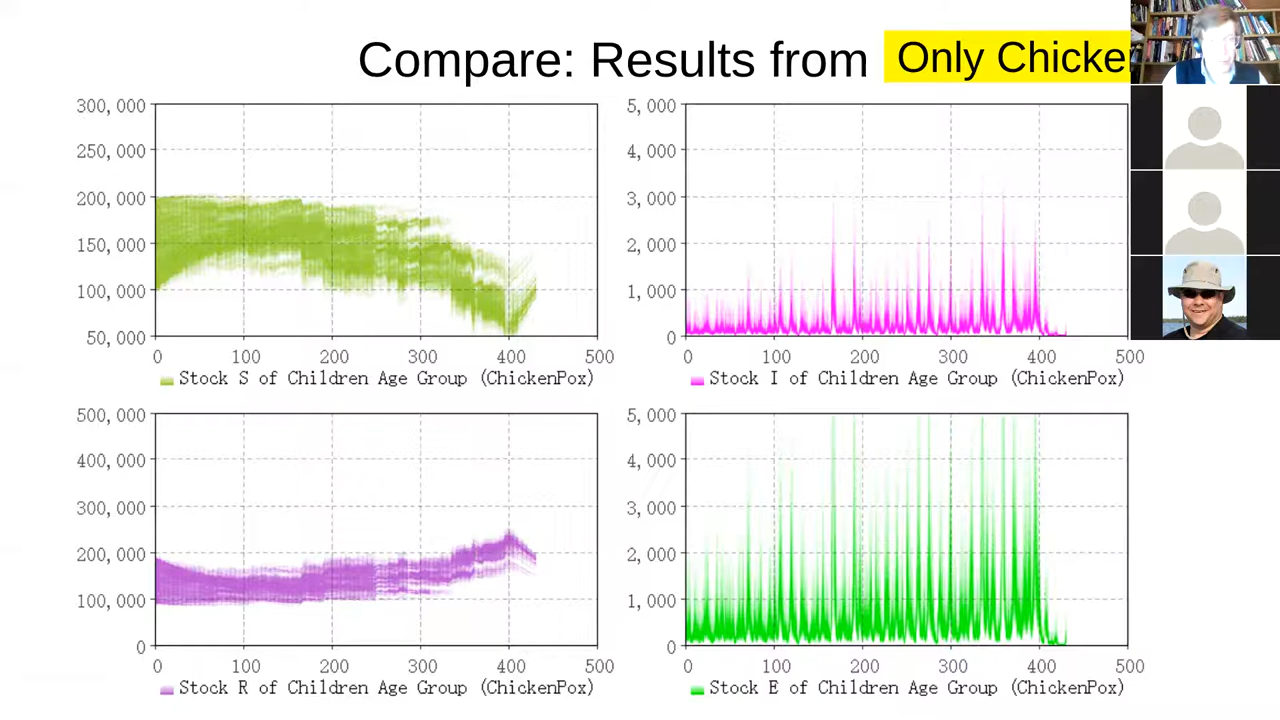 Compare: Results from Only Chicke
300,000
250,000
200,000
150,000
100,000
50,000
0 100 200 300 400 500
Stock S of Children Age Group (ChickenPox)
5,000
4,000
3,000
2,000
1,000
0
0 100 200 300 400 500
Stock I of Children Age Group (ChickenPox)
500,000
400,000
300,000
200,000
100,000
0
0 100 200 300 400 500
Stock R of Children Age Group (ChickenPox)
5,000
4,000
3,000
2,000
1,000
0
0 100 200 300 400 500
Stock E of Children Age Group (ChickenPox)